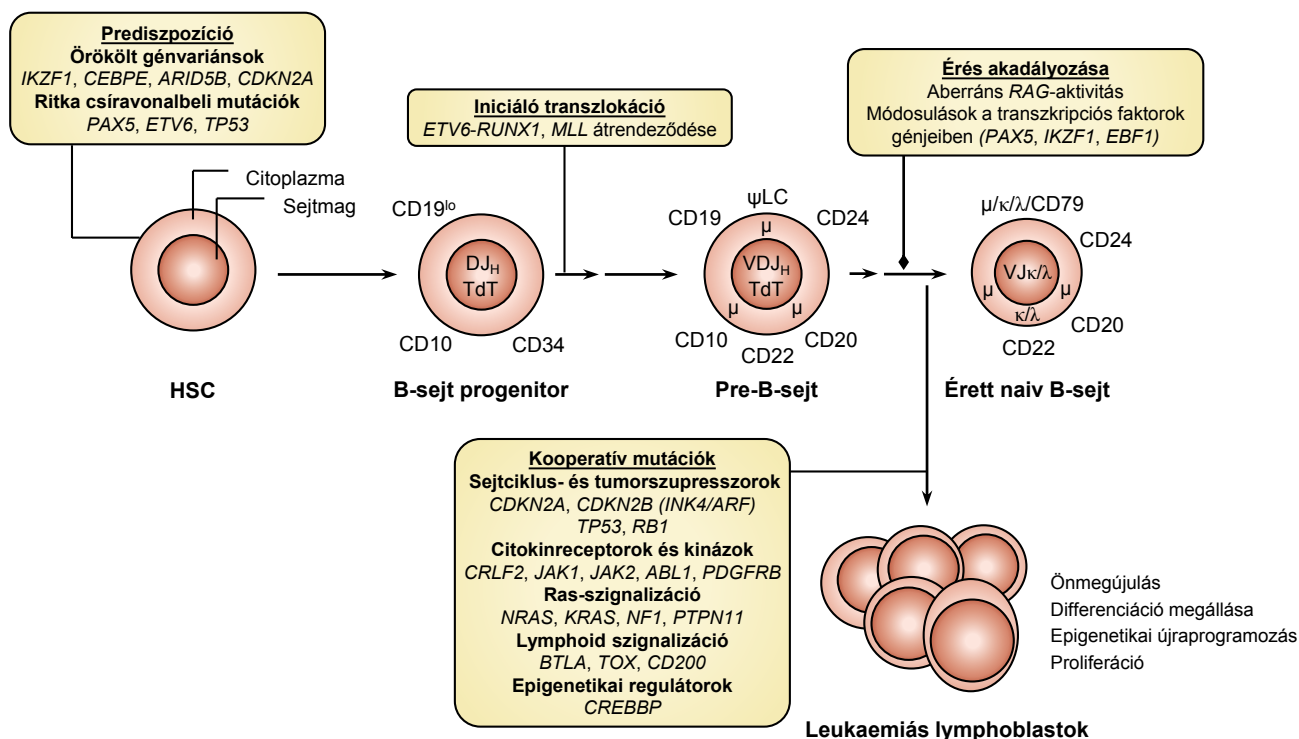 Prediszpozíció
Örökölt génvariánsok
IKZF1, CEBPE, ARID5B, CDKN2A
Ritka csíravonalbeli mutációk
PAX5, ETV6, TP53
Iniciáló transzlokáció
ETV6-RUNX1, MLL átrendeződése
Érés akadályozása
Aberráns RAG-aktivitás
Módosulások a transzkripciós faktorok
génjeiben (PAX5, IKZF1, EBF1)
Citoplazma
Sejtmag
HSC
CD19lo
DJH
TdT
CD10
CD34
B-sejt progenitor
ψLC
CD19
CD24
μ
VDJH
TdT
μ
μ
CD10
CD20
CD22
Pre-B-sejt
μ/κ/λ/CD79
CD24
VJκ/λ
μ
μ
κ/λ
CD20
CD22
Érett naiv B-sejt
Kooperatív mutációk
Sejtciklus- és tumorszupresszorok
CDKN2A, CDKN2B (INK4/ARF)
TP53, RB1
Citokinreceptorok és kinázok
CRLF2, JAK1, JAK2, ABL1, PDGFRB
Ras-szignalizáció
NRAS, KRAS, NF1, PTPN11
Lymphoid szignalizáció
BTLA, TOX, CD200
Epigenetikai regulátorok
CREBBP
Önmegújulás
Differenciáció megállása
Epigenetikai újraprogramozás
Proliferáció
Leukaemiás lymphoblastok